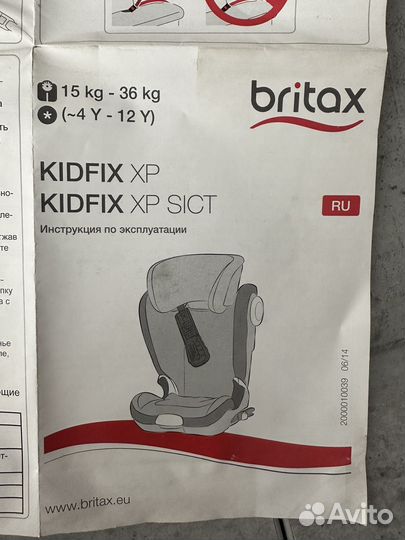 15 kg - 36 kg
(~4 Y - 12 Y)
britax
KIDFIX XP
KIDFIX XP SICT
RU
Инструкция по эксплуатации
2000010039 06/14
www.britax.eu
Avito